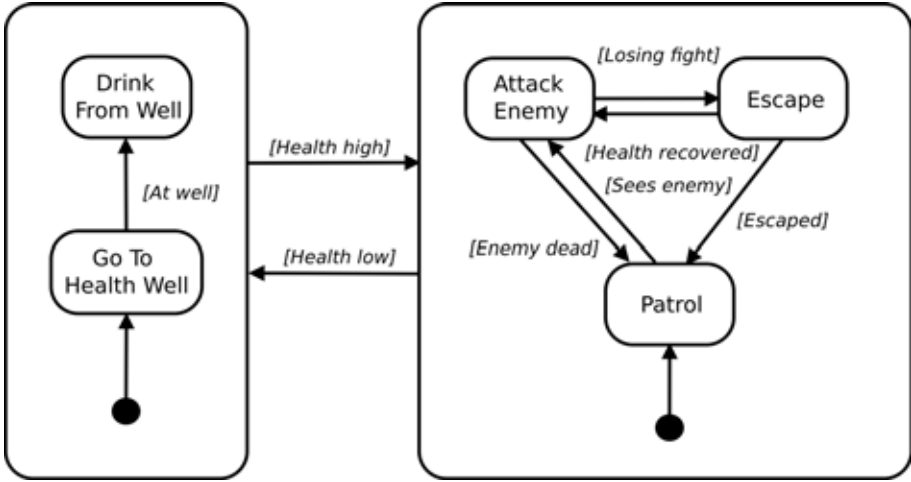 Drink
From Well
[At well]
Go To
Health Well
[Health high]
[Health low]
[Losing fight]
Attack
Enemy
Escape
[Health recovered]
[Sees enemy]
[Escaped]
[Enemy dead]
Patrol